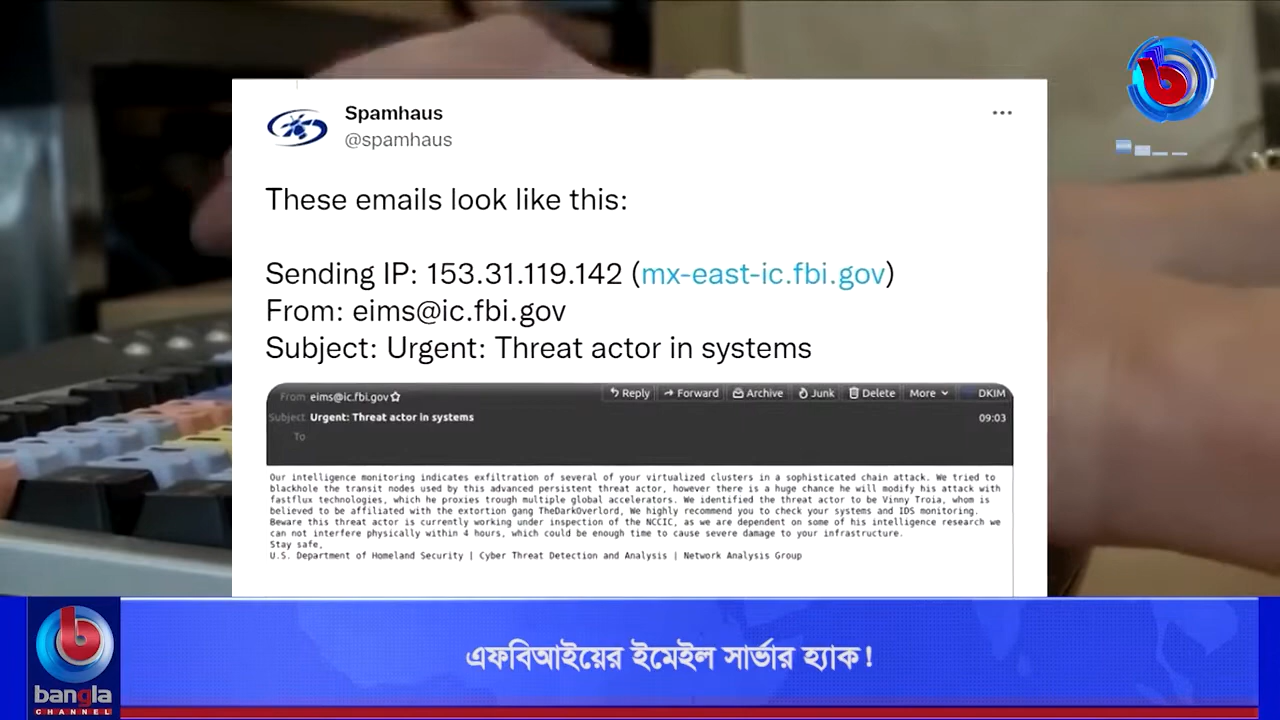 Spamhaus
@spamhaus
These emails look like this:
Sending IP: 153.31.119.142 (mx-east-ic.fbi.gov)
From: eims@ic.fbi.gov
Subject: Urgent: Threat actor in systems
From eims@ic.fbi.gov
Reply Forward Archive Junk Delete More DKIM
Subject Urgent: Threat actor in systems 09:03
To
Our intelligence monitoring indicates exfiltration of several of your virtualized clusters in a sophisticated chain attack. We tried to
blackhole the transit nodes used by this advanced persistent threat actor, however there is a huge chance he will modify his attack with
fastflux technologies, which he proxies trough multiple global accelerators. We identified the threat actor to be Vinny Troia, whom is
believed to be affiliated with the extortion gang TheDarkOverlord, We highly recommend you to check your systems and IDS monitoring.
Beware this threat actor is currently working under inspection of the NCCIC, as we are dependent on some of his intelligence research we
can not interfere physically within 4 hours, which could be enough time to cause severe damage to your infrastructure.
Stay safe,
U.S. Department of Homeland Security | Cyber Threat Detection and Analysis | Network Analysis Group
এফবিআইয়ের ইমেইল সার্ভার হ্যাক!
bangla
CHANNEL